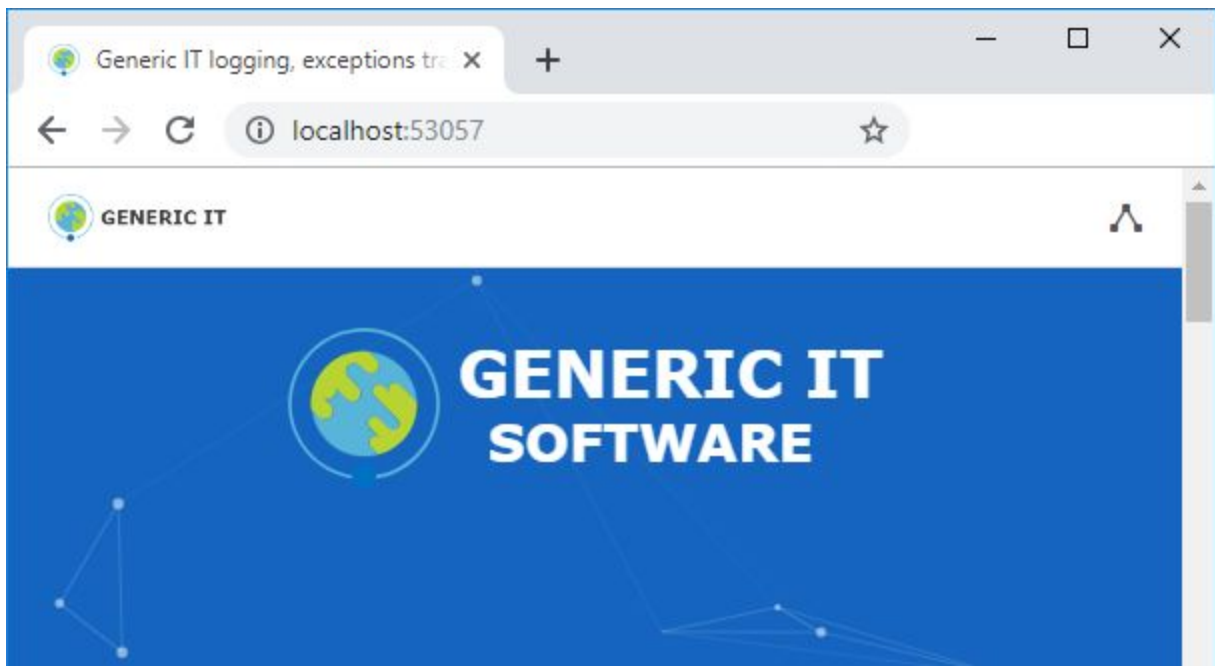 Generic IT logging, exceptions tra
localhost:53057
GENERIC IT
GENERIC IT
SOFTWARE